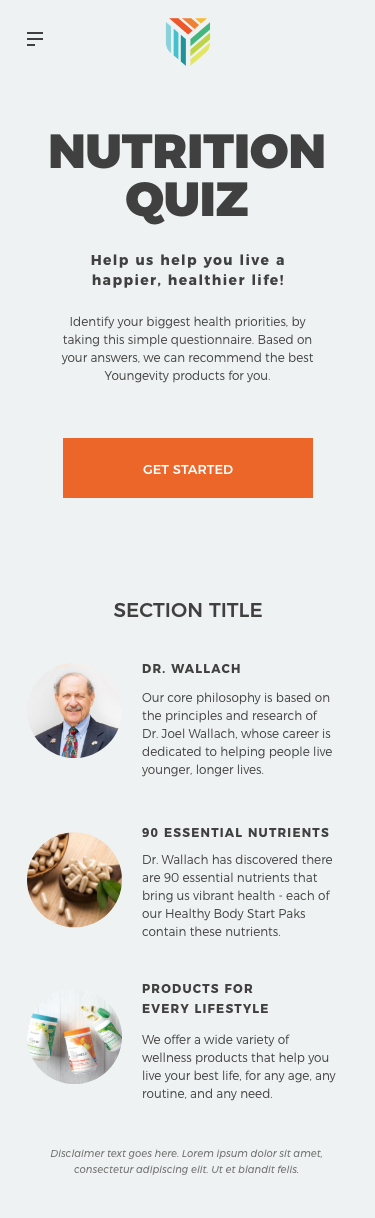 NUTRITION
QUIZ
Help us help you live a
happier, healthier life!
Identify your biggest health priorities, by
taking this simple questionnaire. Based on
your answers, we can recommend the best
Youngevity products for you.
GET STARTED
SECTION TITLE
DR. WALLACH
Our core philosophy is based on
the principles and research of
Dr. Joel Wallach, whose career is
dedicated to helping people live
younger, longer lives.
90 ESSENTIAL NUTRIENTS
Dr. Wallach has discovered there
are 90 essential nutrients that
bring us vibrant health - each of
our Healthy Body Start Paks
contain these nutrients.
PRODUCTS FOR
EVERY LIFESTYLE
We offer a wide variety of
wellness products that help you
live your best life, for any age, any
routine, and any need.
Disclaimer text goes here. Lorem ipsum dolor sit amet,
consectetur adipiscing elit. Ut et blandit felis.